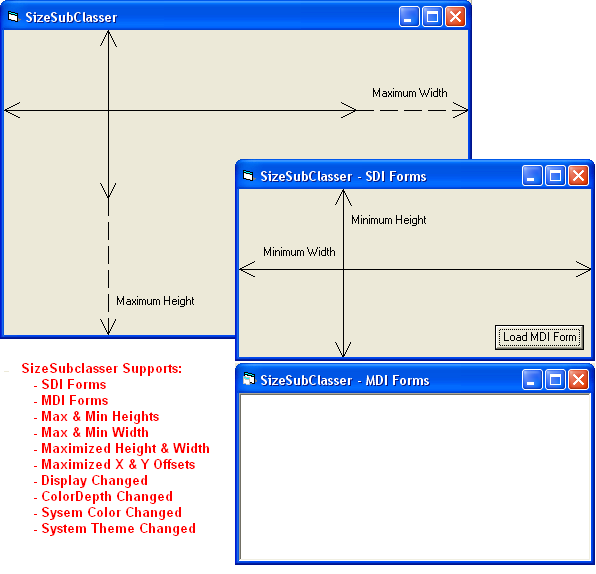 SizeSubClasser
Maximum Width
SizeSubClasser - SDI Forms
Minimum Height
Minimum Width
Maximum Height
Load MDI Form
SizeSubclasser Supports:
- SDI Forms
- MDI Forms
- Max & Min Heights
- Max & Min Width
- Maximized Height & Width
- Maximized X & Y Offsets
- Display Changed
- ColorDepth Changed
- Sysem Color Changed
- System Theme Changed
SizeSubClasser - MDI Forms